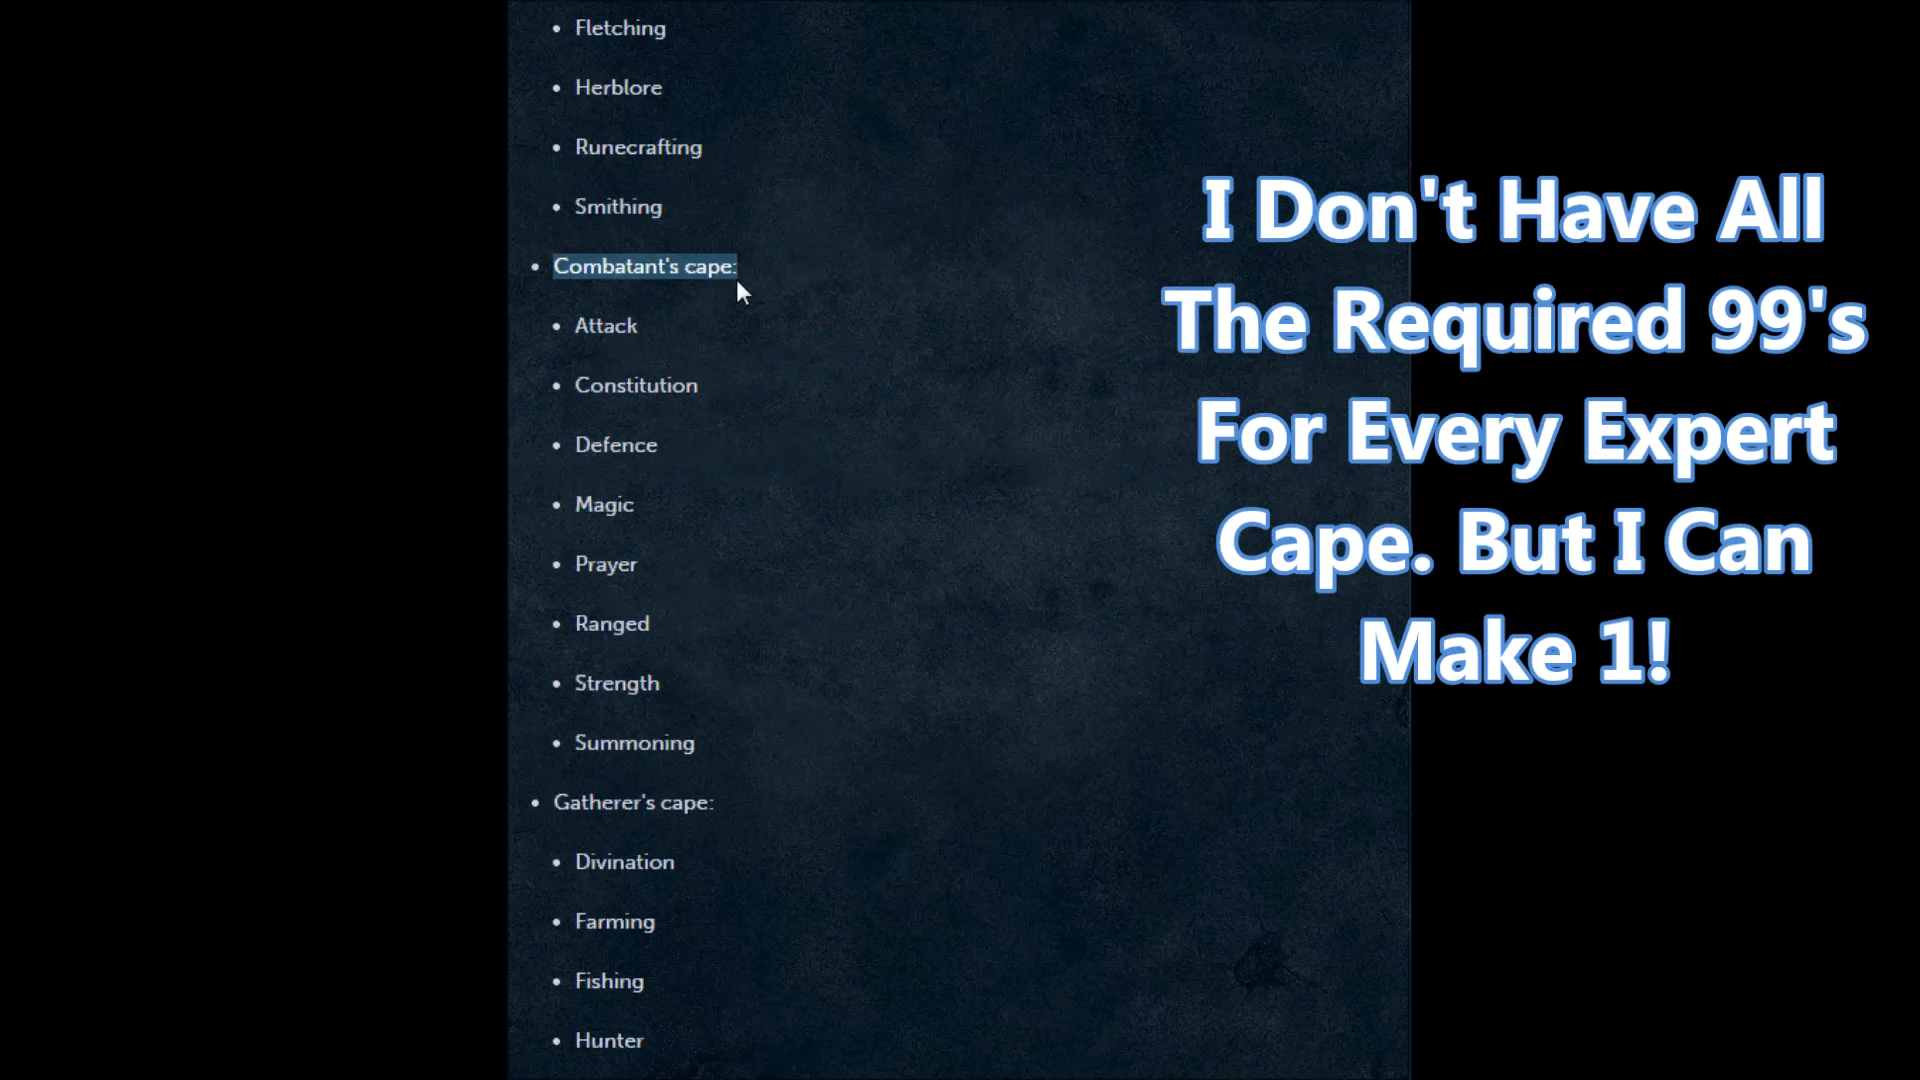 Fletching
Herblore
Runecrafting
Smithing
Combatant's cape:
Attack
Constitution
Defence
Magic
Prayer
Ranged
Strength
Summoning
Gatherer's cape:
Divination
Farming
Fishing
Hunter
I Don't Have All
The Required 99's
For Every Expert
Cape. But I Can
Make 1!